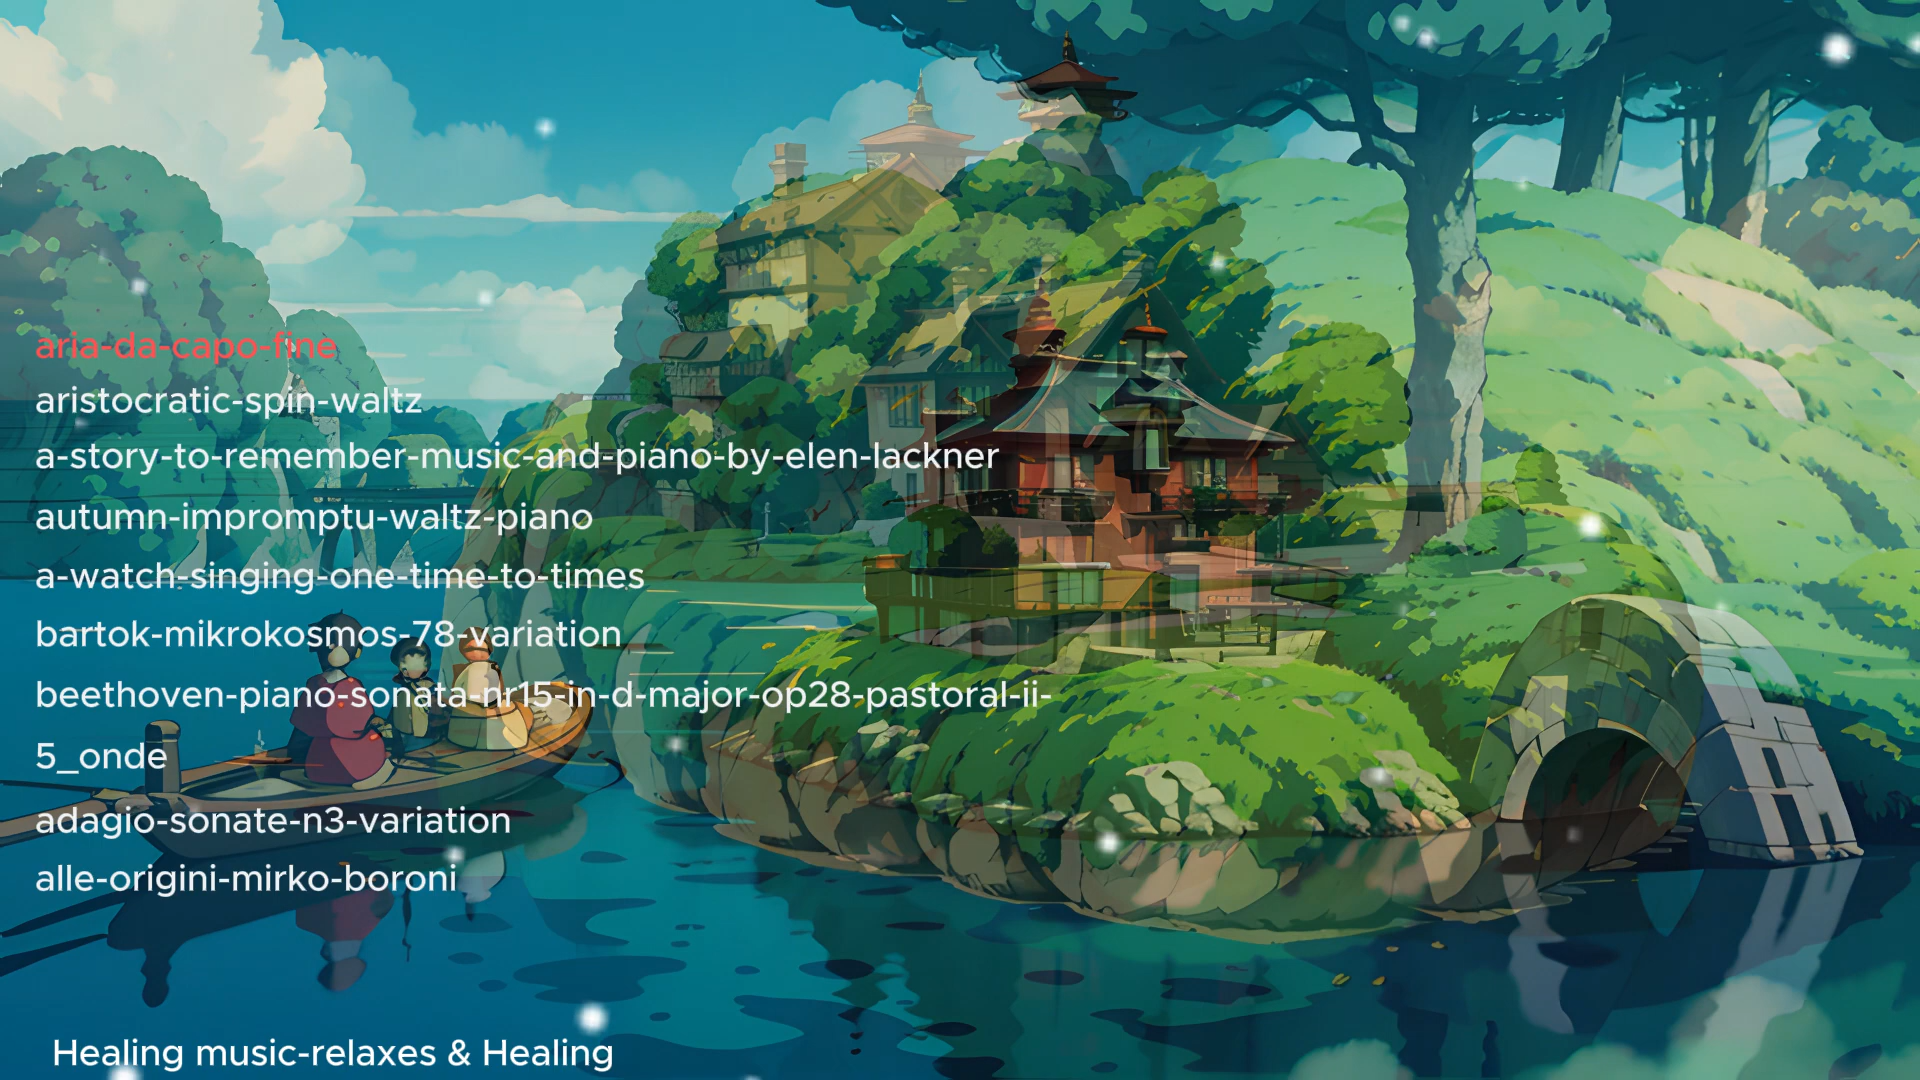 aria-da-capo-fine
aristocratic-spin-waltz
a-story-to-remember-music-and-piano-by-elen-lackner
autumn-impromptu-waltz-piano
a-watch-singing-one-time-to-times
bartok-mikrokosmos-78-variation
beethoven-piano-sonata-nr15-in-d-major-op28-pastoral-ii-
5_onde
adagio-sonate-n3-variation
alle-origini-mirko-boroni
Healing music-relaxes & Healing